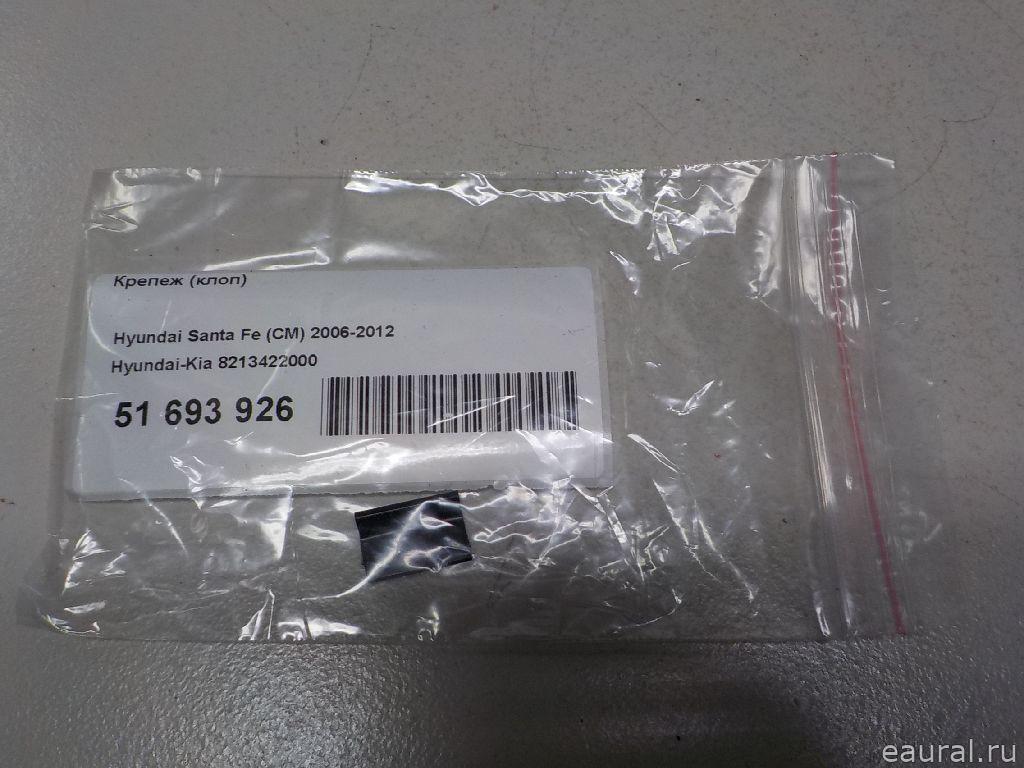 Крепеж (клоп)
Hyundai Santa Fe (CM) 2006-2012
Hyundai-Kia 8213422000
51 693 926
eaural.ru